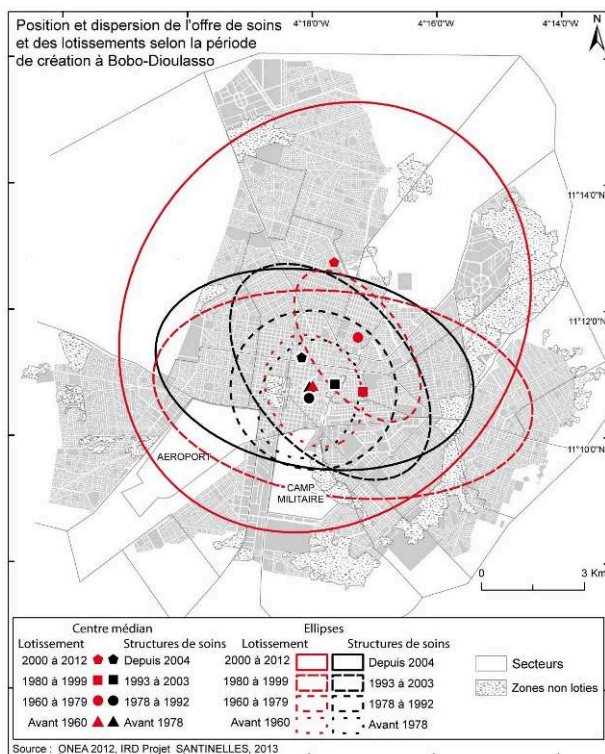 Position et dispersion de l'offre de soins
et des lotissements selon la période
de création à Bobo-Dioulasso
4°18'0"W
4°16'0"W
N
11°14'0"N
11°12'0"N
11°10'0"N
AEROPORT
CAMP
MILITAIRE
0 3 Km
Centre médian
Ellipses
Lotissement Structures de soins
Lotissement Structures de soins
2000 à 2012 Depuis 2004
2000 à 2012 Depuis 2004
1980 à 1999 1993 à 2003
1980 à 1999 1993 à 2003
1960 à 1979 1978 à 1992
1960 à 1979 1978 à 1992
Avant 1960 Avant 1978
Avant 1960 Avant 1978
Secteurs
Zones non loties
Source : ONEA 2012, IRD Projet SANTINELLES, 2013